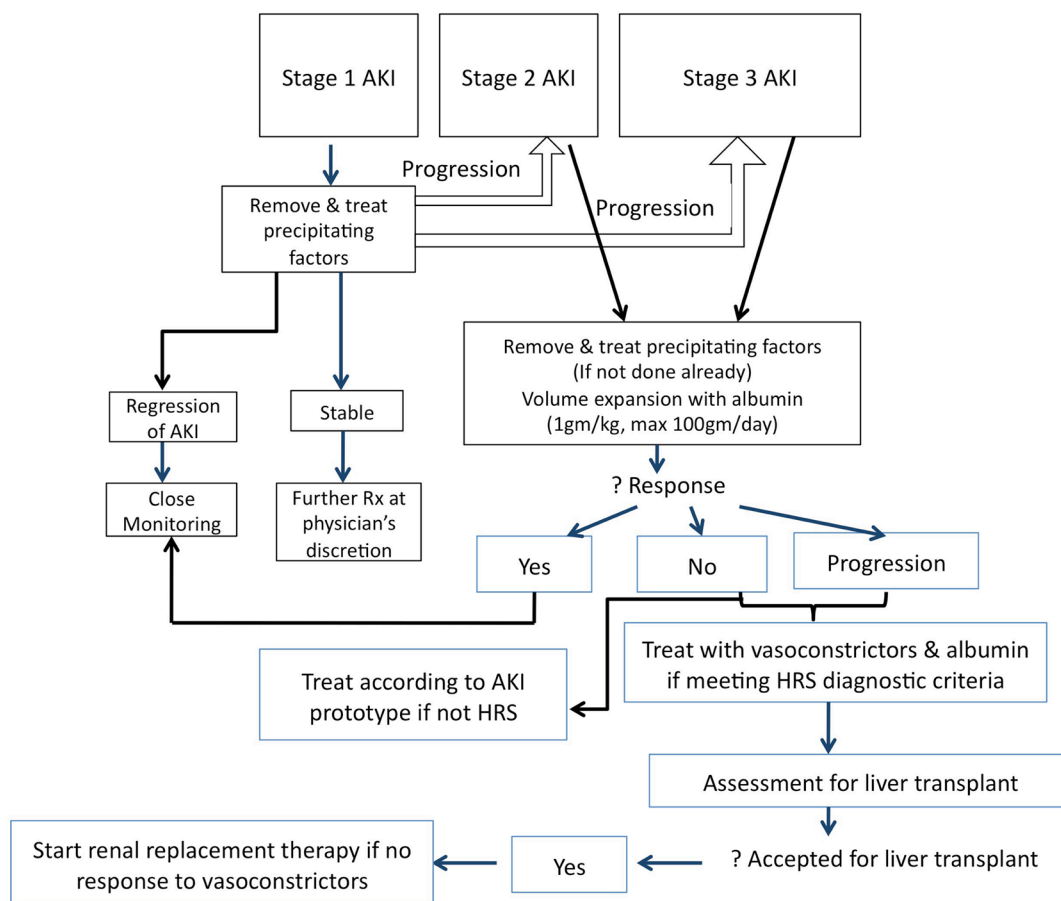 Stage 1 AKI
Stage 2 AKI
Stage 3 AKI
Progression
Progression
Remove & treat
precipitating
factors
Remove & treat precipitating factors
(If not done already)
Volume expansion with albumin
(1gm/kg, max 100gm/day)
Regression
of AKI
Stable
Close
Monitoring
Further Rx at
physician's
discretion
? Response
Yes
No
Progression
Treat with vasoconstrictors & albumin
if meeting HRS diagnostic criteria
Treat according to AKI
prototype if not HRS
Assessment for liver transplant
? Accepted for liver transplant
Yes
Start renal replacement therapy if no
response to vasoconstrictors